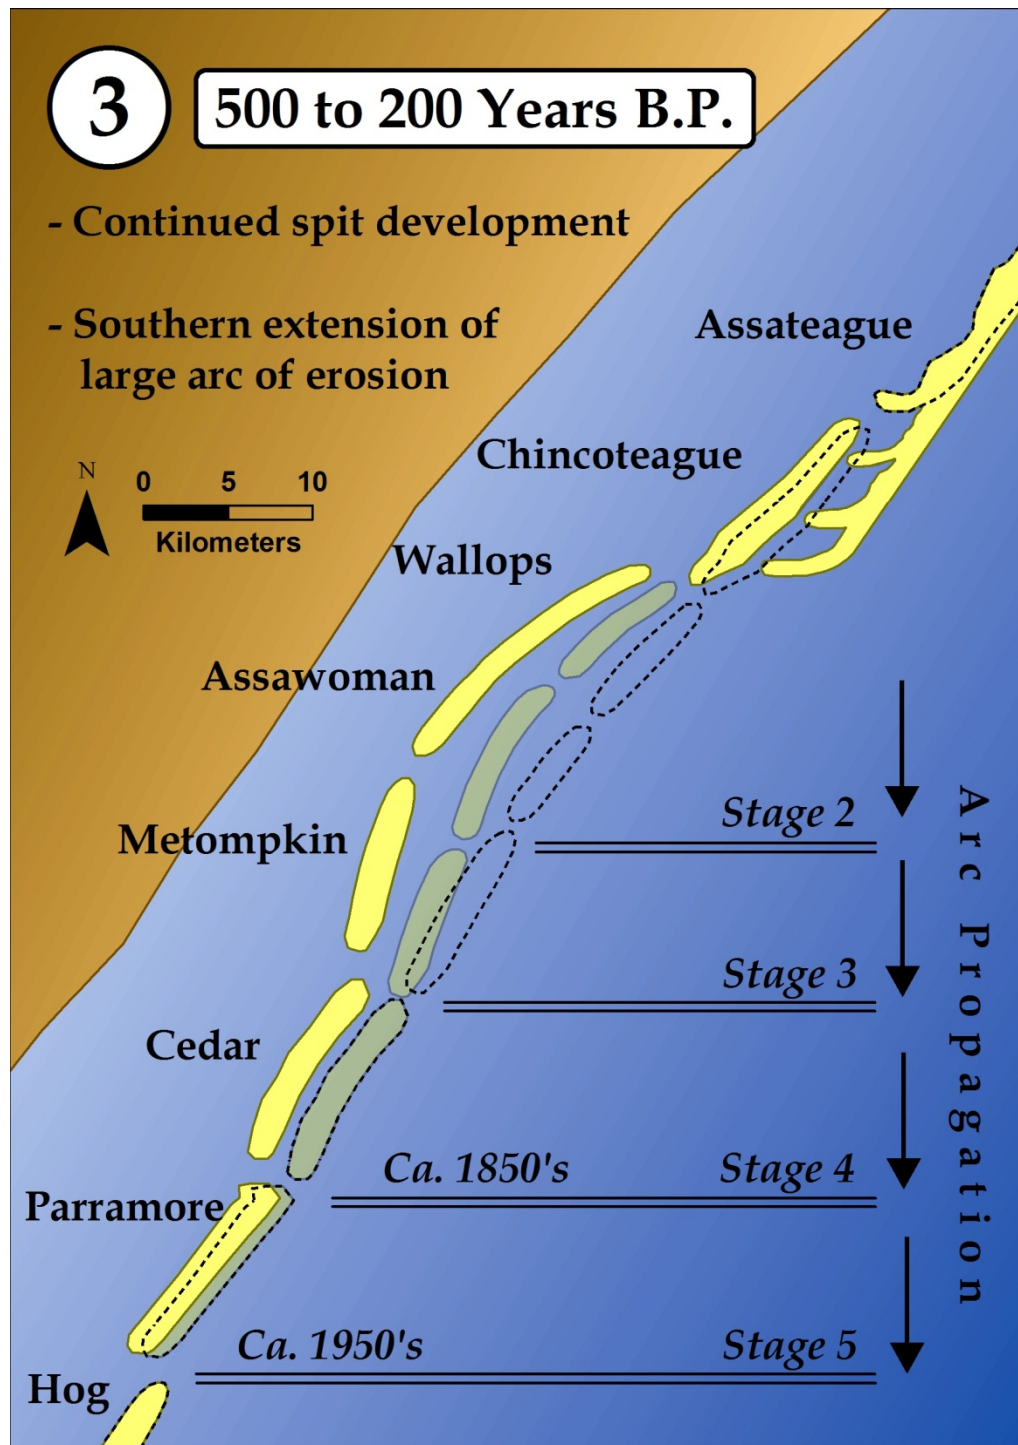 3
500 to 200 Years B.P.
- Continued spit development
- Southern extension of
large arc of erosion
N
0 5 10
Kilometers
Assateague
Chincoteague
Wallops
Assawoman
Metompkin
Cedar
Parramore
Hog
Stage 2
Stage 3
Ca. 1850's Stage 4
Ca. 1950's Stage 5
Arc Propagation